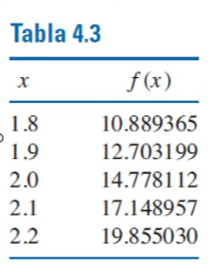 Tabla 4.3
x f(x)
1.8 10.889365
1.9 12.703199
2.0 14.778112
2.1 17.148957
2.2 19.855030